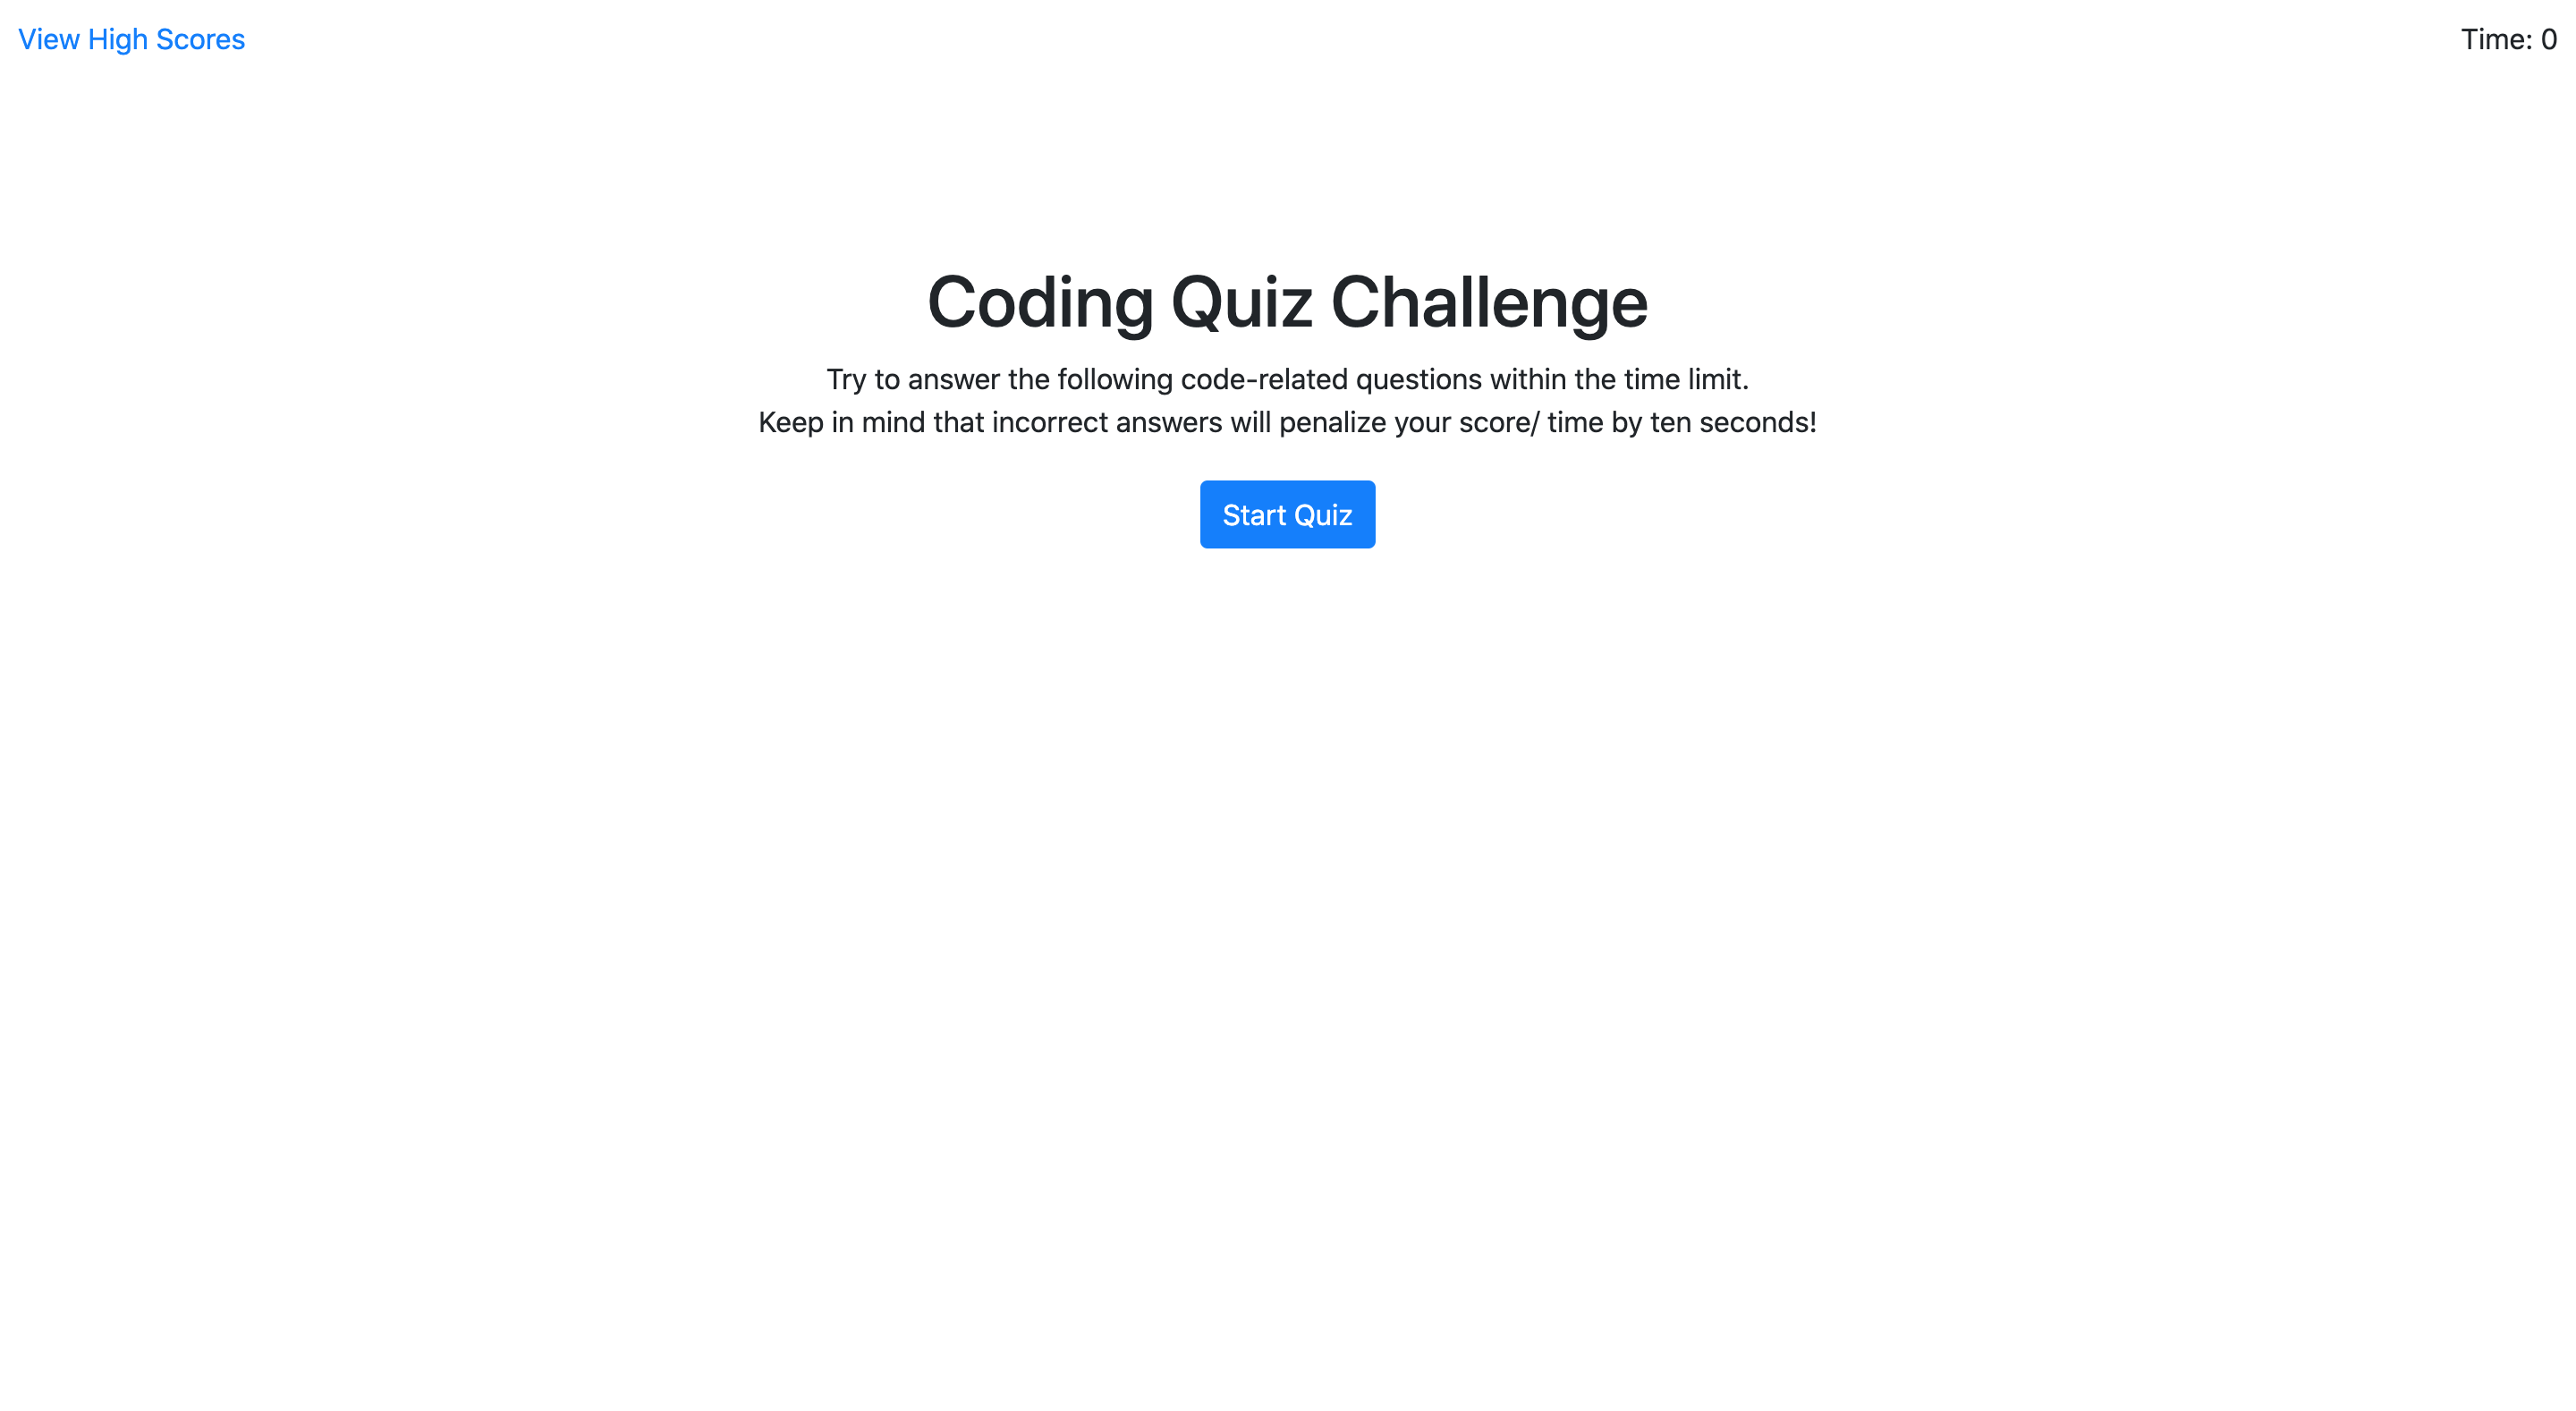 View High Scores
Time: 0
Coding Quiz Challenge
Try to answer the following code-related questions within the time limit.
Keep in mind that incorrect answers will penalize your score/ time by ten seconds!
Start Quiz